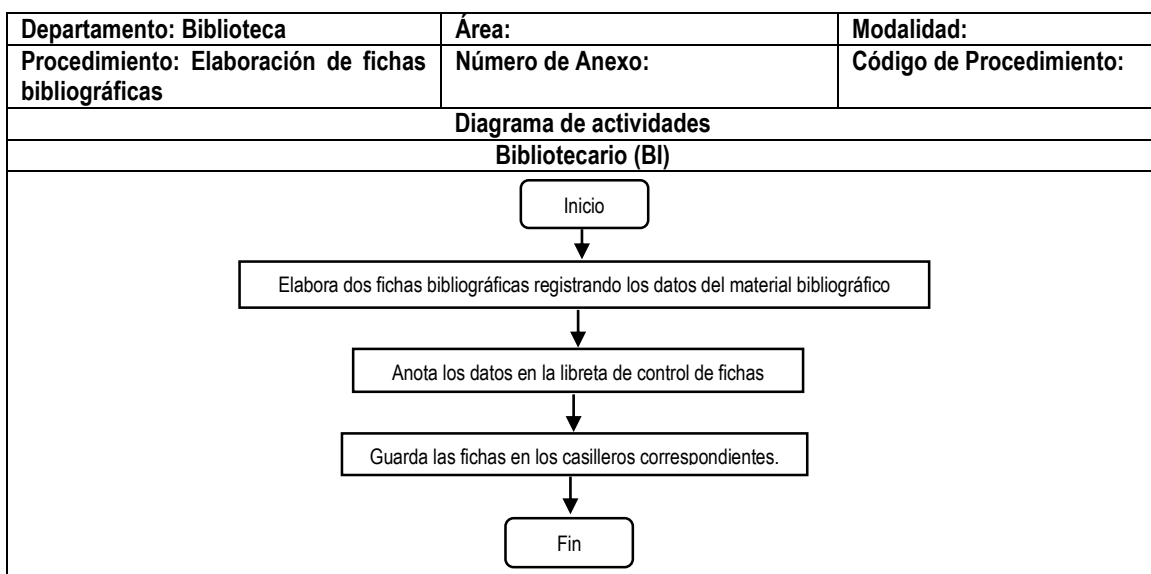 Departamento: Biblioteca
Área:
Modalidad:
Procedimiento: Elaboración de fichas
bibliográficas
Número de Anexo:
Código de Procedimiento:
Diagrama de actividades
Bibliotecario (BI)
Inicio
Elabora dos fichas bibliográficas registrando los datos del material bibliográfico
Anota los datos en la libreta de control de fichas
Guarda las fichas en los casilleros correspondientes.
Fin